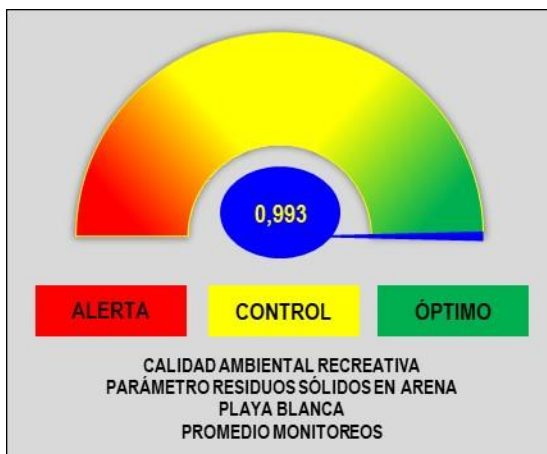 0,993
ALERTA
CONTROL
ÓPTIMO
CALIDAD AMBIENTAL RECREATIVA
PARÁMETRO RESIDUOS SÓLIDOS EN ARENA
PLAYA BLANCA
PROMEDIO MONITOREOS